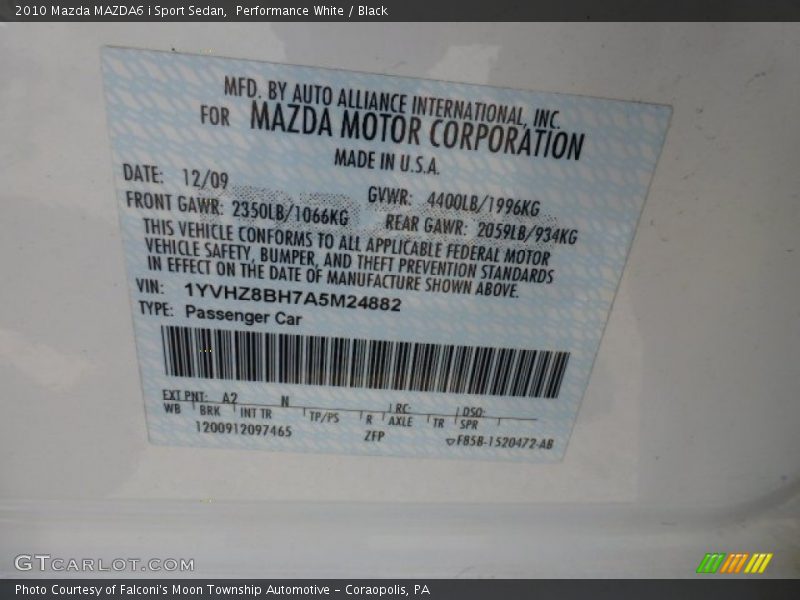 2010 Mazda MAZDA6 i Sport Sedan, Performance White / Black
MFD. BY AUTO ALLIANCE INTERNATIONAL, INC.
FOR MAZDA MOTOR CORPORATION
MADE IN U.S.A.
DATE: 12/09 GVWR: 4400LB/1996KG
FRONT GAWR: 2350LB/1066KG REAR GAWR: 2059LB/934KG
THIS VEHICLE CONFORMS TO ALL APPLICABLE FEDERAL MOTOR
VEHICLE SAFETY, BUMPER, AND THEFT PREVENTION STANDARDS
IN EFFECT ON THE DATE OF MANUFACTURE SHOWN ABOVE.
VIN: 1YVHZ8BH7A5M24882
TYPE: Passenger Car
EXT PNT: A2 N RC: DSO:
WB BRK INT TR TP/PS R AXLE TR SPR
1200912097465 ZFP F85B-1520472-AB
GTCARLOT.COM
Photo Courtesy of Falconi's Moon Township Automotive – Coraopolis, PA